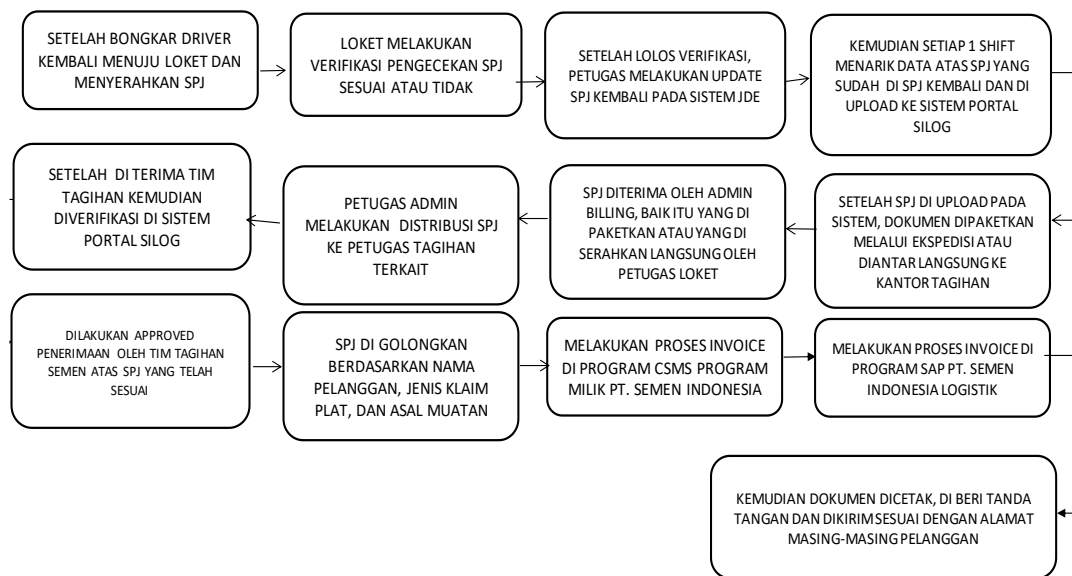 SETELAH BONGKAR DRIVER
KEMBALI MENUJU LOKET DAN
MENYERAHKAN SPJ
LOKET MELAKUKAN
VERIFIKASI PENGECEKAN SPJ
SESUAI ATAU TIDAK
SETELAH LOLOS VERIFIKASI,
PETUGAS MELAKUKAN UPDATE
SPJ KEMBALI PADA SISTEM JDE
KEMUDIAN SETIAP 1 SHIFT
MENARIK DATA ATAS SPJ YANG
SUDAH DI SPJ KEMBALI DAN DI
UPLOAD KE SISTEM PORTAL
SILOG
SETELAH SPJ DI UPLOAD PADA
SISTEM, DOKUMEN DIPAKETKAN
MELALUI EKSPEDISI ATAU
DIANTAR LANGSUNG KE
KANTOR TAGIHAN
SPJ DITERIMA OLEH ADMIN
BILLING, BAIK ITU YANG DI
PAKETKAN ATAU YANG DI
SERAHKAN LANGSUNG OLEH
PETUGAS LOKET
PETUGAS ADMIN
MELAKUKAN DISTRIBUSI SPJ
KE PETUGAS TAGIHAN
TERKAIT
SETELAH DI TERIMA TIM
TAGIHAN KEMUDIAN
DIVERIFIKASI DI SISTEM
PORTAL SILOG
DILAKUKAN APPROVED
PENERIMAAN OLEH TIM TAGIHAN
SEMEN ATAS SPJ YANG TELAH
SESUAI
SPJ DI GOLONGKAN
BERDASARKAN NAMA
PELANGGAN, JENIS KLAIM
PLAT, DAN ASAL MUATAN
MELAKUKAN PROSES INVOICE
DI PROGRAM CSMS PROGRAM
MILIK PT. SEMEN INDONESIA
MELAKUKAN PROSES INVOICE DI
PROGRAM SAP PT. SEMEN
INDONESIA LOGISTIK
KEMUDIAN DOKUMEN DICETAK, DI BERI TANDA
TANGAN DAN DIKIRIM SESUAI DENGAN ALAMAT
MASING-MASING PELANGGAN